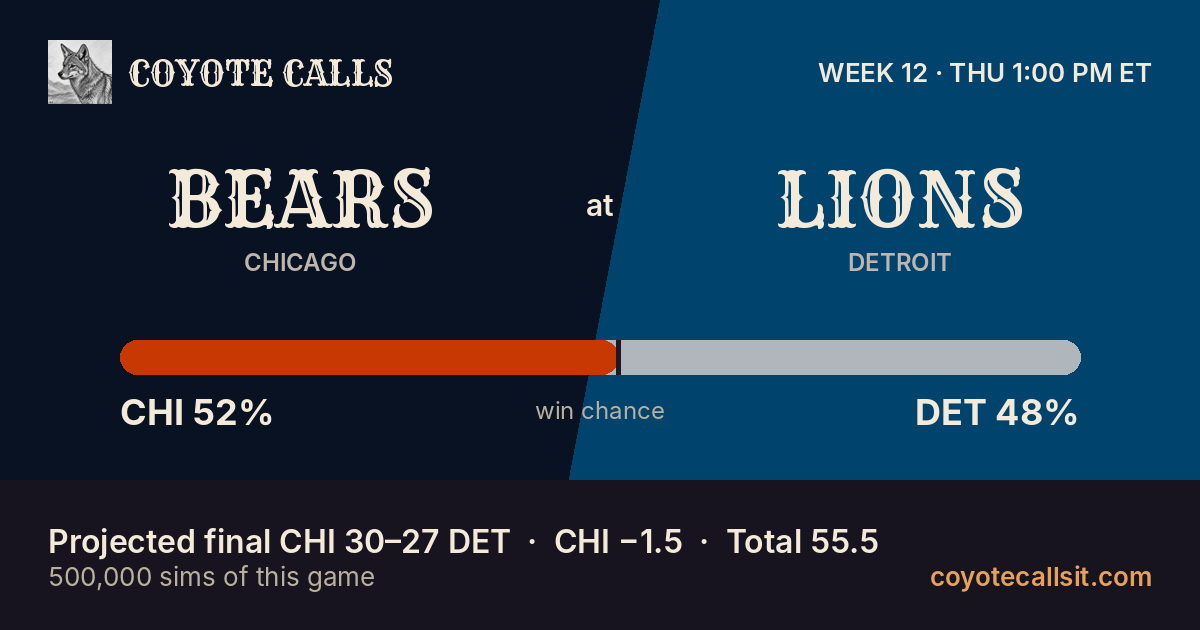 COYOTE CALLS
WEEK 12 · THU 1:00 PM ET
BEARS
at
LIONS
CHICAGO
DETROIT
CHI 52%
win chance
DET 48%
Projected final CHI 30–27 DET · CHI −1.5 · Total 55.5
500,000 sims of this game
coyotecallsit.com